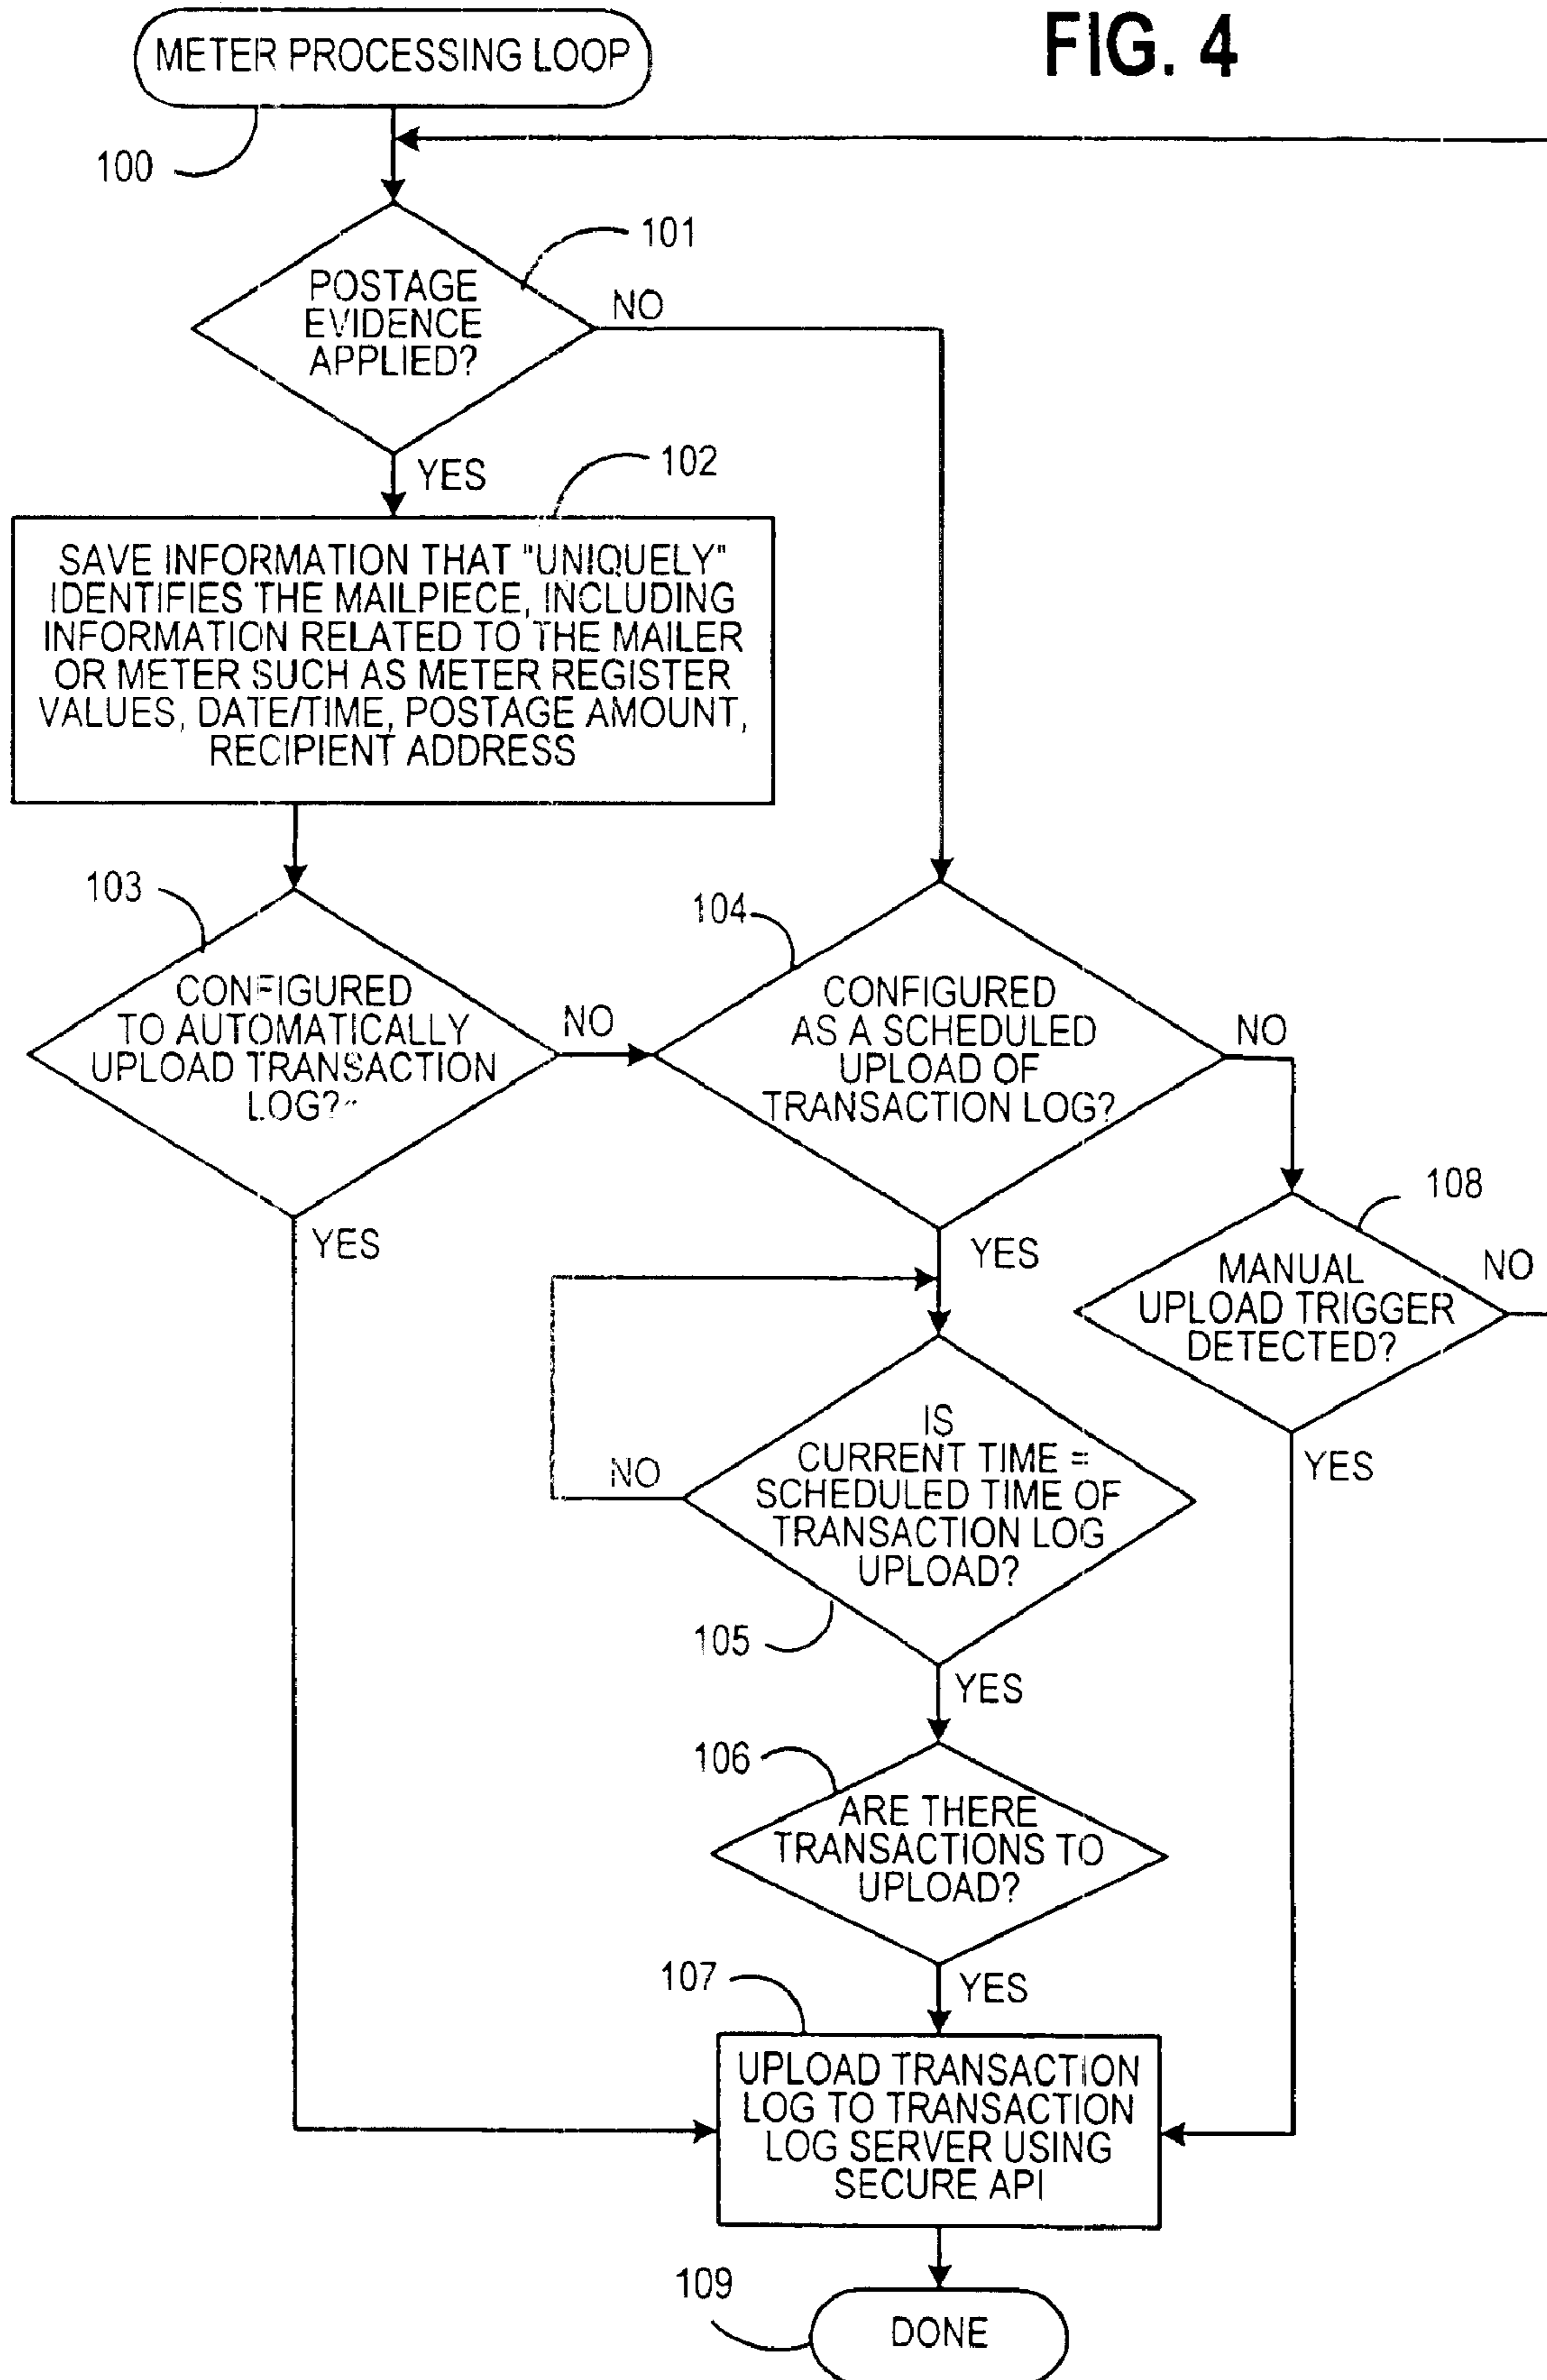 METER PROCESSING LOOP
FIG. 4
100
101
POSTAGE
EVIDENCE
APPLIED?
NO
YES
102
SAVE INFORMATION THAT "UNIQUELY"
IDENTIFIES THE MAILPIECE, INCLUDING
INFORMATION RELATED TO THE MAILER
OR METER SUCH AS METER REGISTER
VALUES, DATE/TIME, POSTAGE AMOUNT,
RECIPIENT ADDRESS
103
CONFIGURED
TO AUTOMATICALLY
UPLOAD TRANSACTION
LOG?
NO
YES
104
CONFIGURED
AS A SCHEDULED
UPLOAD OF
TRANSACTION LOG?
NO
YES
108
MANUAL
UPLOAD TRIGGER
DETECTED?
NO
YES
IS
CURRENT TIME =
SCHEDULED TIME OF
TRANSACTION LOG
UPLOAD?
NO
105
YES
106
ARE THERE
TRANSACTIONS TO
UPLOAD?
YES
107
UPLOAD TRANSACTION
LOG TO TRANSACTION
LOG SERVER USING
SECURE API
109
DONE